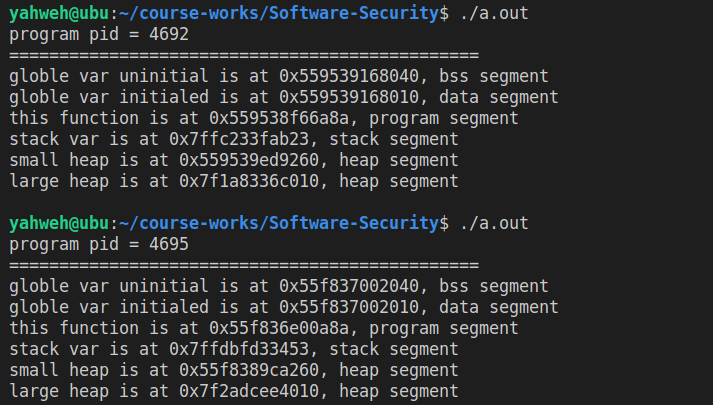 yahweh@ubu:~/course-works/Software-Security$ ./a.out
program pid = 4692
===============================================
globle var uninitial is at 0x559539168040, bss segment
globle var initialed is at 0x559539168010, data segment
this function is at 0x559538f66a8a, program segment
stack var is at 0x7ffc233fab23, stack segment
small heap is at 0x559539ed9260, heap segment
large heap is at 0x7f1a8336c010, heap segment
yahweh@ubu:~/course-works/Software-Security$ ./a.out
program pid = 4695
===============================================
globle var uninitial is at 0x55f837002040, bss segment
globle var initialed is at 0x55f837002010, data segment
this function is at 0x55f836e00a8a, program segment
stack var is at 0x7ffdbfd33453, stack segment
small heap is at 0x55f8389ca260, heap segment
large heap is at 0x7f2adcee4010, heap segment